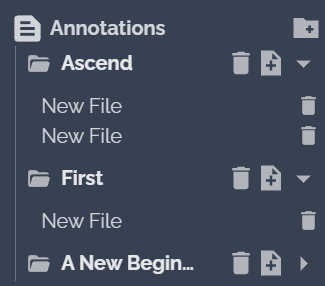 Annotations
Ascend
New File
New File
First
New File
A New Begin...